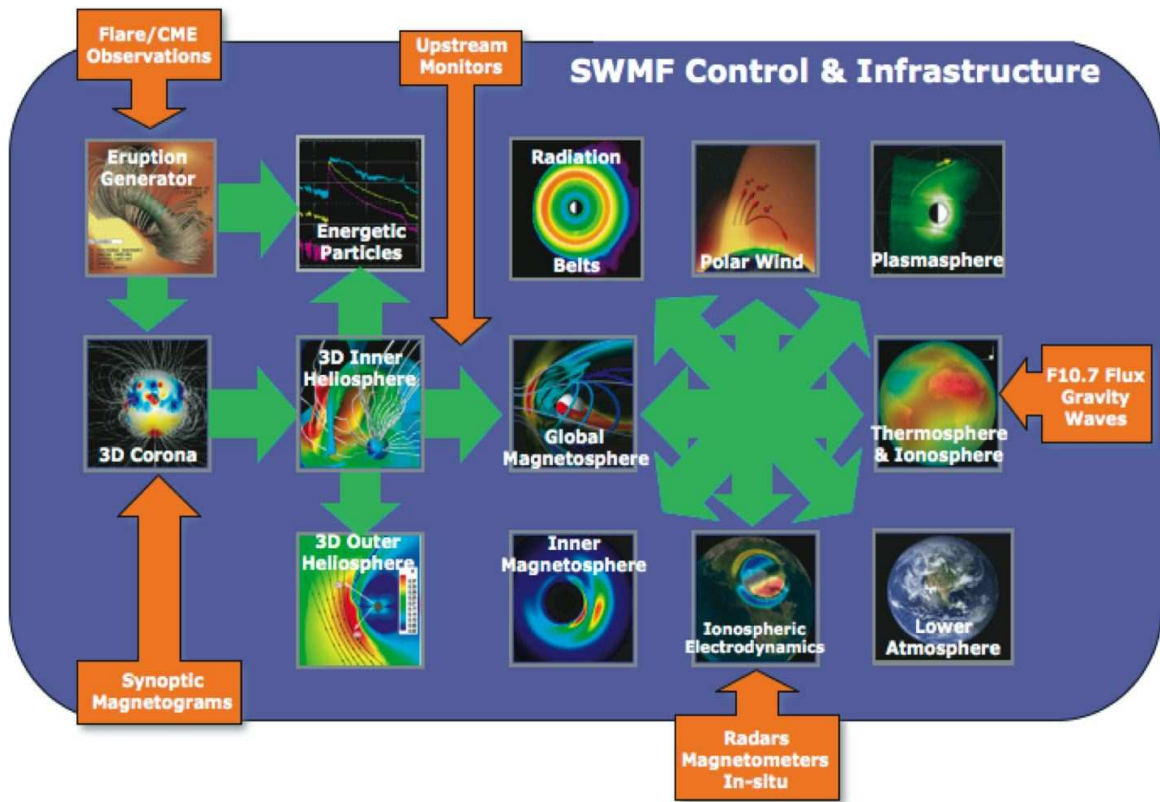 Flare/CME
Observations
Upstream
Monitors
SWMF Control & Infrastructure
Eruption
Generator
Energetic
Particles
Radiation
Belts
Polar Wind
Plasmasphere
3D Corona
3D Inner
Heliosphere
Global
Magnetosphere
Thermosphere
& Ionosphere
F10.7 Flux
Gravity
Waves
3D Outer
Heliosphere
Inner
Magnetosphere
Ionospheric
Electrodynamics
Lower
Atmosphere
Synoptic
Magnetograms
Radars
Magnetometers
In-situ